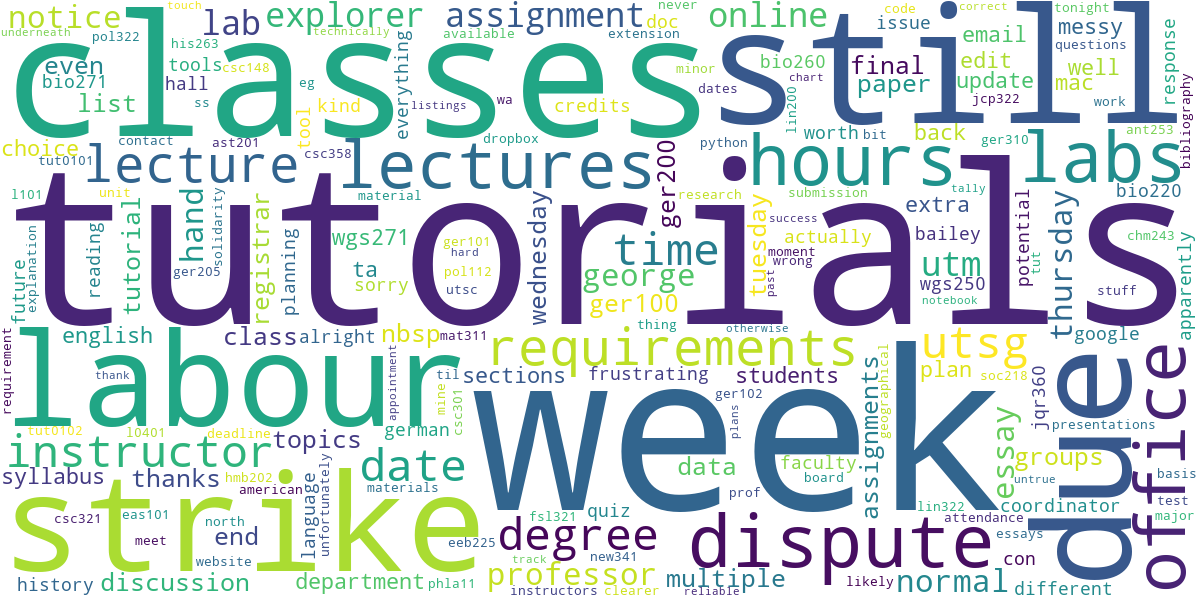 classes
still
tutorials
week
labour
strike
due
dispute
office
lecture
lectures
hours
labs
requirements
utsg
instructor
degree
date
time
touch
never
code
correct
tonight
notice
lab
explorer
assignment
doc
online
issue
email
messy
underneath
pol322
his263
technically
available
extension
questions
response
even
bio271
tools
csc148
hall
eg
everything
minor
bio260
final
edit
well
paper
update
mac
chart
list
ss
tool
kind
listings
wa
credits
dates
lin200
jcp322
work
choice
contact
ast201
dropbox
python
worth
bit
back
ger310
ant253
bibliography
tut0101
csc358
ger200
bio220
l101
unit
material
research
submission
tally
hand
solidarity
registrar
wednesday
tuesday
success
extra
potential
thursday
reading
tutorial
planning
wgs271
ger101
hard
actually
bailey
tut
chm243
explanation
future
ger205
ta
pol112
george
moment
wrong
utm
apparently
sorry
utsc
past
wgs250
stuff
ger100
notebook
english
class
alright
nbsp
mat311
thing
otherwise
google
requirement
thank
appointment
til
sections
frustrating
students
geographical
plan
soc218
jqr360
mine
csc301
ger102
plans
assignments
tut0102
l0401
deadline
topics
german
essay
presentations
data
faculty
board
groups
basis
untrue
syllabus
thanks
hmb202
american
language
unfortunately
materials
prof
lin322
coordinator
test
major
csc321
eas101
north
fsl321
quiz
attendance
meet
end
website
eeb225
new341
essays
con
history
discussion
department
phla11
track
professor
multiple
likely
normal
different
instructors
clearer
reliable